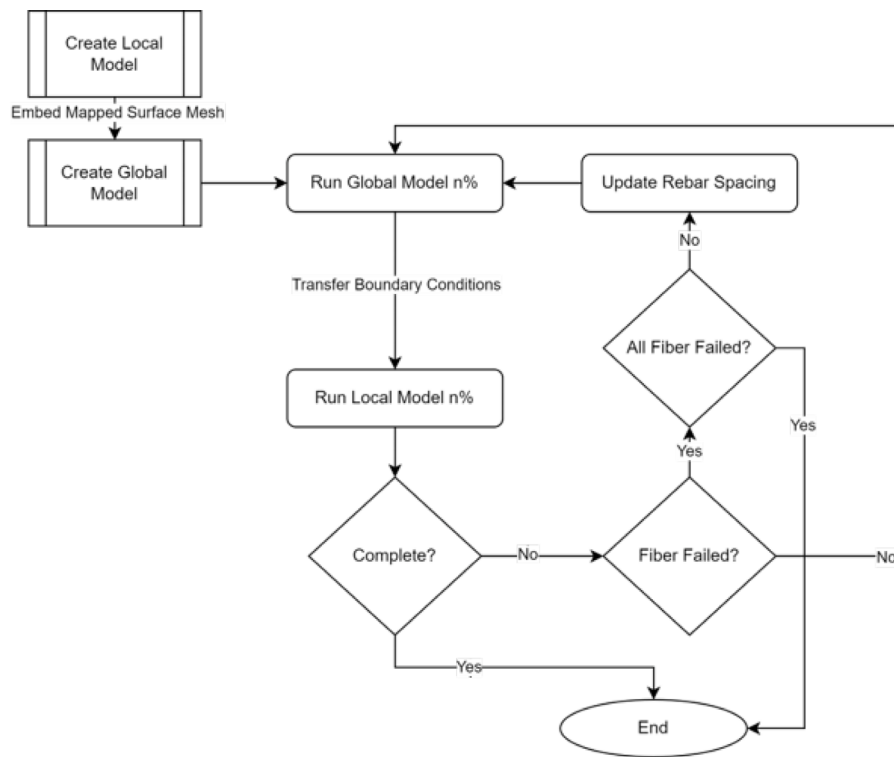 Create Local
Model
Embed Mapped Surface Mesh
Create Global
Model
Run Global Model n%
Update Rebar Spacing
No
Transfer Boundary Conditions
All Fiber Failed?
Run Local Model n%
Yes
Yes
Complete?
No
Fiber Failed?
No
Yes
End